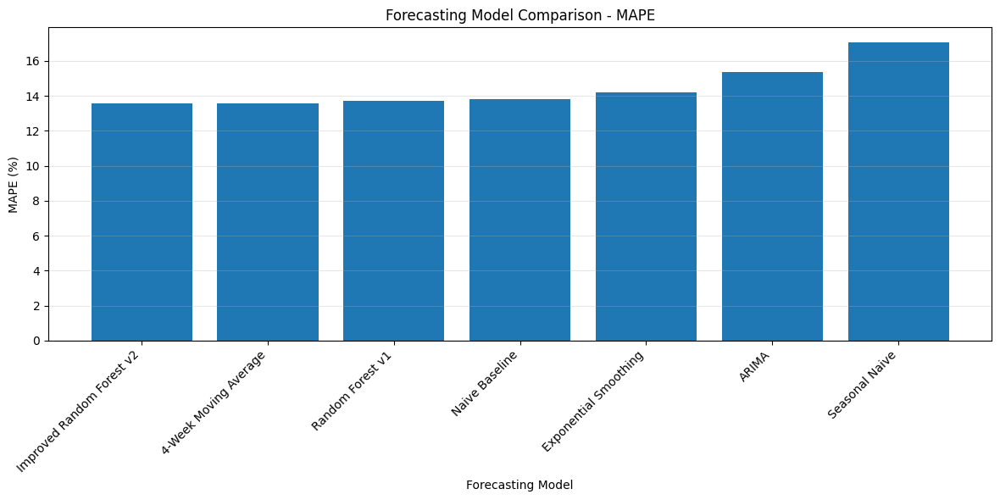 Forecasting Model Comparison - MAPE
MAPE (%)
16
14
12
10
8
6
4
2
0
Improved Random Forest v2
4-Week Moving Average
Random Forest v1
Naive Baseline
Exponential Smoothing
ARIMA
Seasonal Naive
Forecasting Model